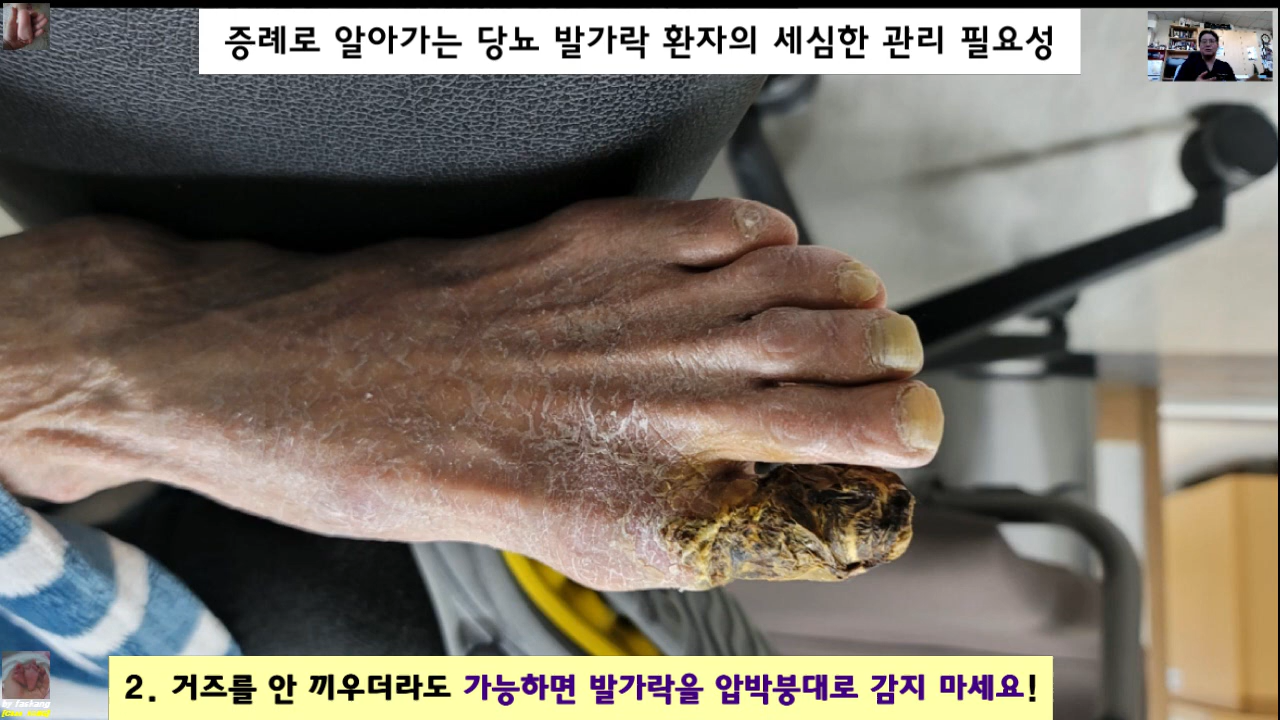 증례로 알아가는 당뇨 발가락 환자의 세심한 관리 필요성
2. 거즈를 안 끼우더라도 가능하면 발가락을 압박붕대로 감지 마세요!